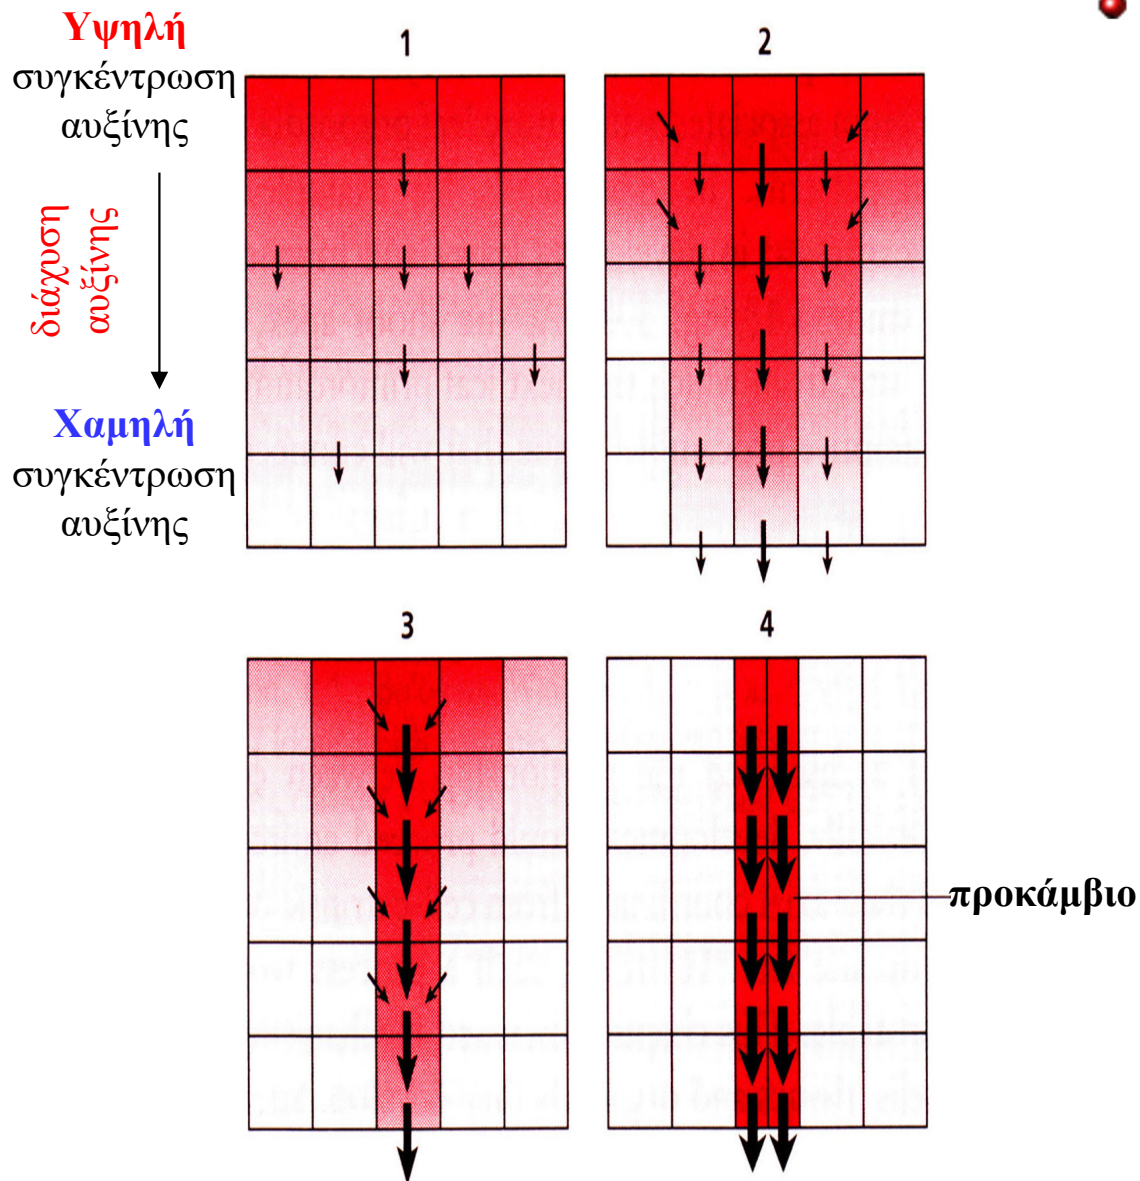 Υψηλή
συγκέντρωση
αυξίνης
διάχυση
αυξίνης
Χαμηλή
συγκέντρωση
αυξίνης
1
2
3
4
προκάμβιο